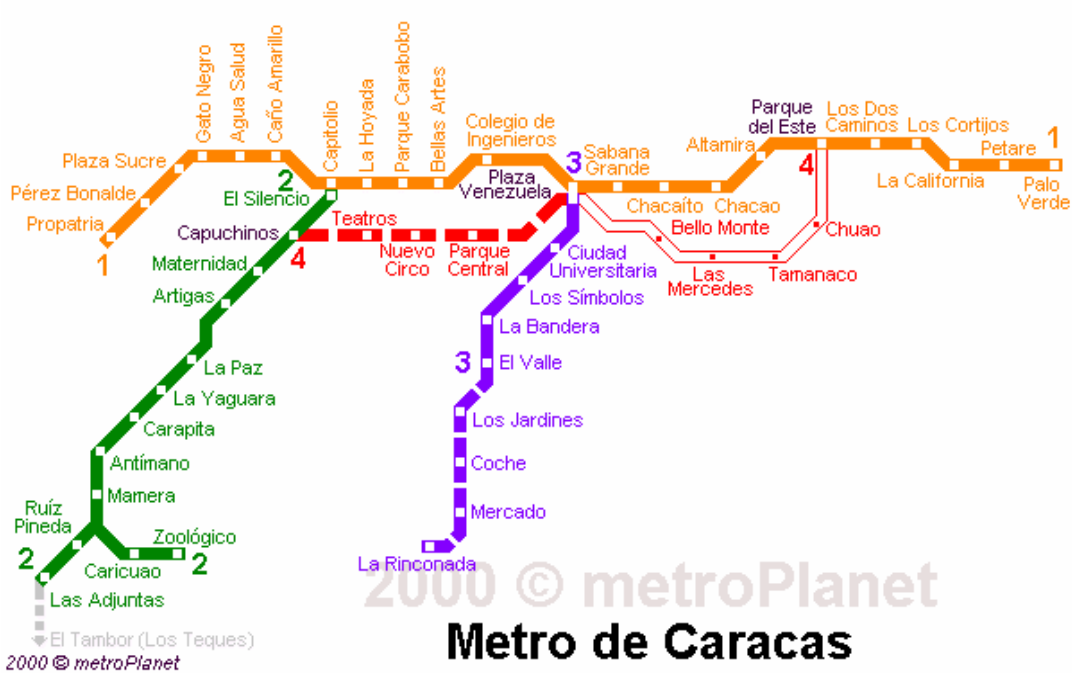 Gato Negro
Agua Salud
Caño Amarillo
Capitolio
La Hoyada
Parque Carabobo
Bellas Artes
Colegio de
Ingenieros
Parque
del Este
Los Dos
Caminos
Los Cortijos
1
Plaza Sucre
Altamira
Petare
Pérez Bonalde
2
El Silencio
3
Plaza
Venezuela
Sabana
Grande
4
La California
Palo
Verde
Propatria
1
Chacaíto
Chacao
Capuchinos
4
Teatros
Nuevo
Circo
Parque
Central
Bello Monte
Chuao
Las
Mercedes
Tamanaco
Maternidad
Ciudad
Universitaria
Artigas
Los Símbolos
La Bandera
3
El Valle
La Paz
La Yaguara
Los Jardines
Carapita
Antímano
Coche
Mamera
Ruíz
Pineda
Mercado
Zoológico
2
2
Caricuao
La Rinconada
Las Adjuntas
2000 © metroPlanet
El Tambor (Los Teques)
Metro de Caracas
2000 © metroPlanet